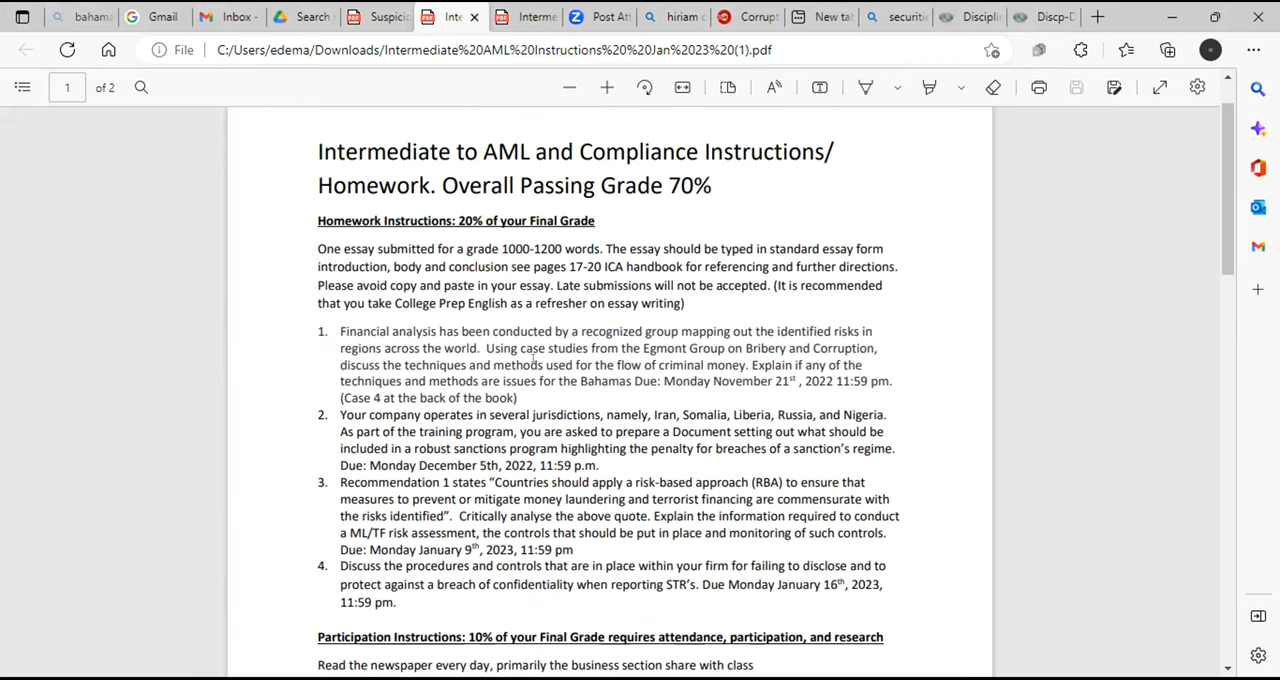 bahama
Gmail
Inbox -
Search
Suspicio
Inte
Interme
Post Att
hiriam c
Corrupt
New tab
securitie
Disciplin
Discp-D
File
C:/Users/edema/Downloads/Intermediate%20AML%20Instructions%20%20Jan%2023%20(1).pdf
1
of 2
Intermediate to AML and Compliance Instructions/
Homework. Overall Passing Grade 70%
Homework Instructions: 20% of your Final Grade
One essay submitted for a grade 1000-1200 words. The essay should be typed in standard essay form
introduction, body and conclusion see pages 17-20 ICA handbook for referencing and further directions.
Please avoid copy and paste in your essay. Late submissions will not be accepted. (It is recommended
that you take College Prep English as a refresher on essay writing)
1. Financial analysis has been conducted by a recognized group mapping out the identified risks in
regions across the world. Using case studies from the Egmont Group on Bribery and Corruption,
discuss the techniques and methods used for the flow of criminal money. Explain if any of the
techniques and methods are issues for the Bahamas Due: Monday November 21st , 2022 11:59 pm.
(Case 4 at the back of the book)
2. Your company operates in several jurisdictions, namely, Iran, Somalia, Liberia, Russia, and Nigeria.
As part of the training program, you are asked to prepare a Document setting out what should be
included in a robust sanctions program highlighting the penalty for breaches of a sanction's regime.
Due: Monday December 5th, 2022, 11:59 p.m.
3. Recommendation 1 states “Countries should apply a risk-based approach (RBA) to ensure that
measures to prevent or mitigate money laundering and terrorist financing are commensurate with
the risks identified”. Critically analyse the above quote. Explain the information required to conduct
a ML/TF risk assessment, the controls that should be put in place and monitoring of such controls.
Due: Monday January 9th, 2023, 11:59 pm
4. Discuss the procedures and controls that are in place within your firm for failing to disclose and to
protect against a breach of confidentiality when reporting STR's. Due Monday January 16th, 2023,
11:59 pm.
Participation Instructions: 10% of your Final Grade requires attendance, participation, and research
Read the newspaper every day, primarily the business section share with class